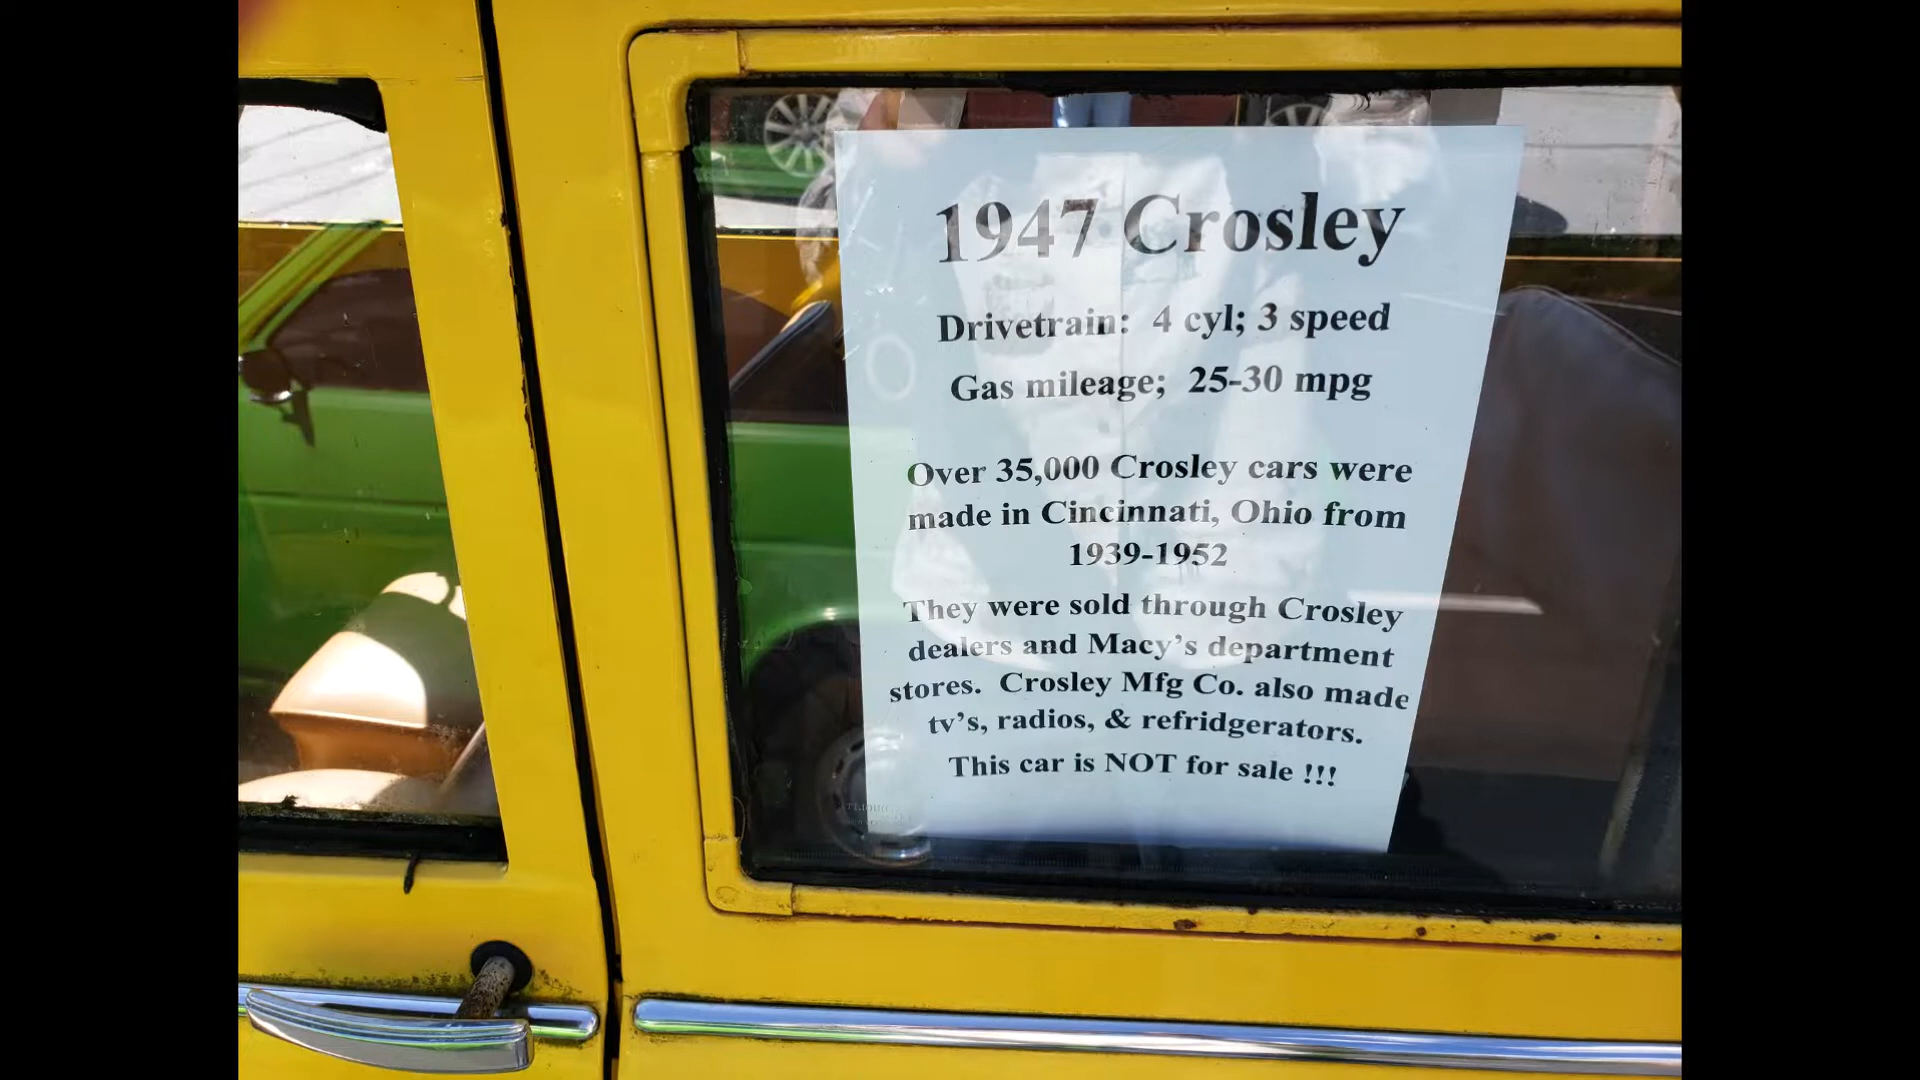 1947 Crosley
Drivetrain: 4 cyl; 3 speed
Gas mileage; 25-30 mpg
Over 35,000 Crosley cars were
made in Cincinnati, Ohio from
1939-1952
They were sold through Crosley
dealers and Macy's department
stores. Crosley Mfg Co. also made
tv's, radios, & refridgerators.
This car is NOT for sale !!!